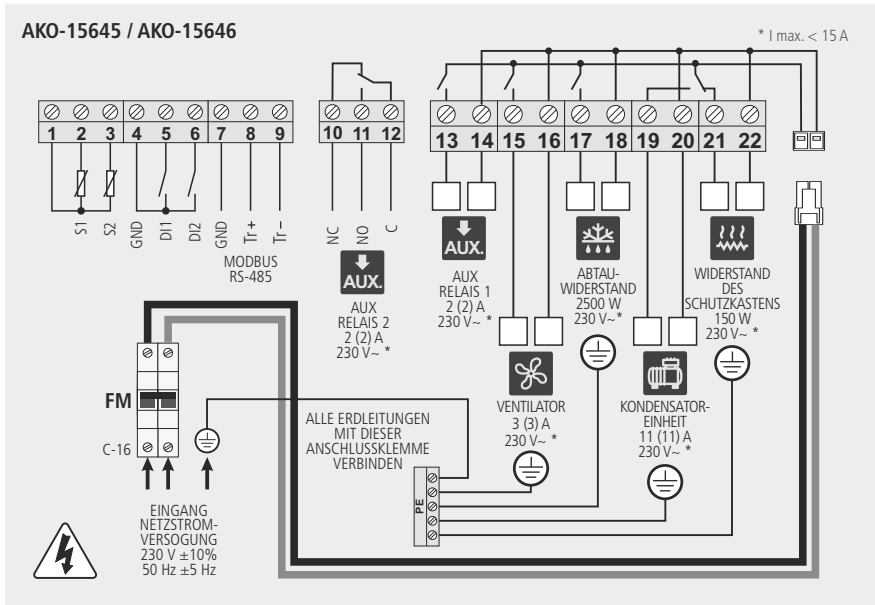 AKO-15645 / AKO-15646
* I max. < 15 A
1 2 3 4 5 6 7 8 9
10 11 12
13 14 15 16 17 18 19 20 21 22
S1
S2
GND
DI1
DI2
GND
Tr+
Tr−
MODBUS
RS-485
NC
NO
C
AUX.
AUX
RELAIS 2
2 (2) A
230 V~ *
AUX.
AUX
RELAIS 1
2 (2) A
230 V~ *
ABTAU-
WIDERSTAND
2500 W
230 V~ *
WIDERSTAND
DES
SCHUTZKASTENS
150 W
230 V~ *
VENTILATOR
3 (3) A
230 V~ *
KONDENSATOR-
EINHEIT
11 (11) A
230 V~ *
FM
C-16
ALLE ERDLEITUNGEN
MIT DIESER
ANSCHLUSSKLEMME
VERBINDEN
PE
EINGANG
NETZSTROM-
VERSOGUNG
230 V ±10%
50 Hz ±5 Hz